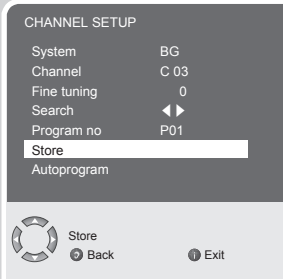 CHANNEL SETUP
System BG
Channel C 03
Fine tuning 0
Search
Program no P01
Store
Autoprogram
Store
Back Exit